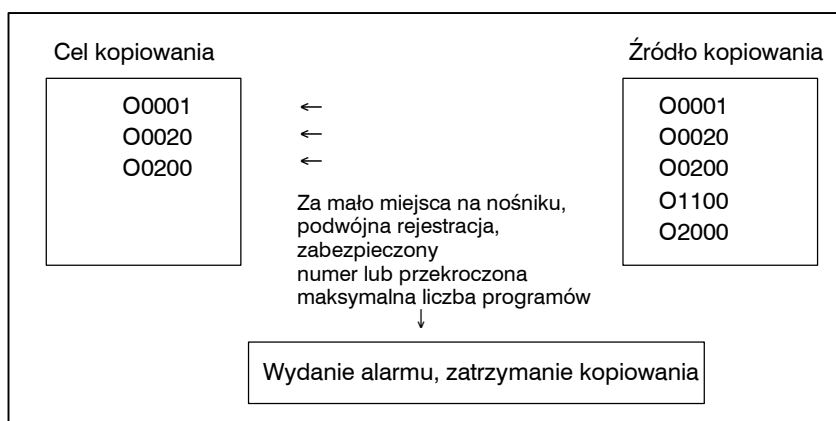 Cel kopiowania
Źródło kopiowania
O0001
O0020
O0200
←
←
←
O0001
O0020
O0200
O1100
O2000
Za mało miejsca na nośniku,
podwójna rejestracja,
zabezpieczony
numer lub przekroczona
maksymalna liczba programów
↓
Wydanie alarmu, zatrzymanie kopiowania